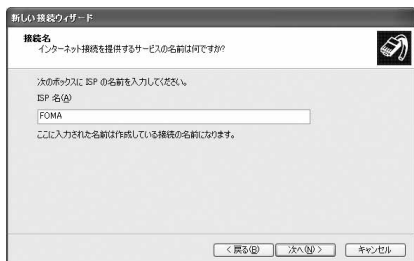 新しい接続ウィザード
接続名
インターネット接続を提供するサービスの名前は何ですか?
次のボックスに ISP の名前を入力してください。
ISP 名(A)
FOMA
ここに入力された名前は作成している接続の名前になります。
< 戻る(B) 次へ(N) > キャンセル